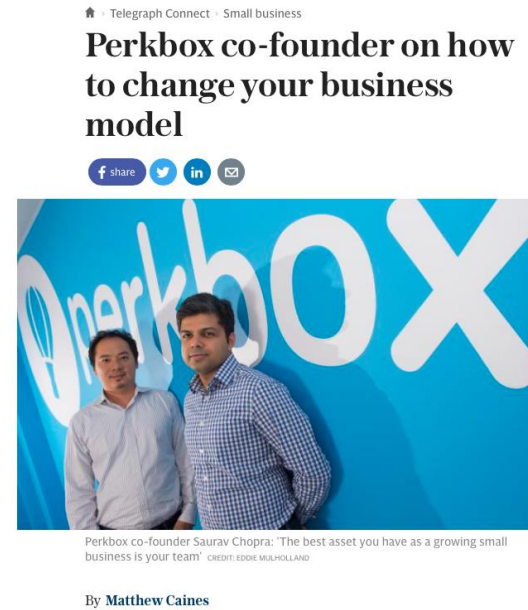 Telegraph Connect › Small business
Perkbox co-founder on how
to change your business
model
f share
in
perkbox
Perkbox co-founder Saurav Chopra: 'The best asset you have as a growing small
business is your team' CREDIT: EDDIE MULHOLLAND
By Matthew Caines